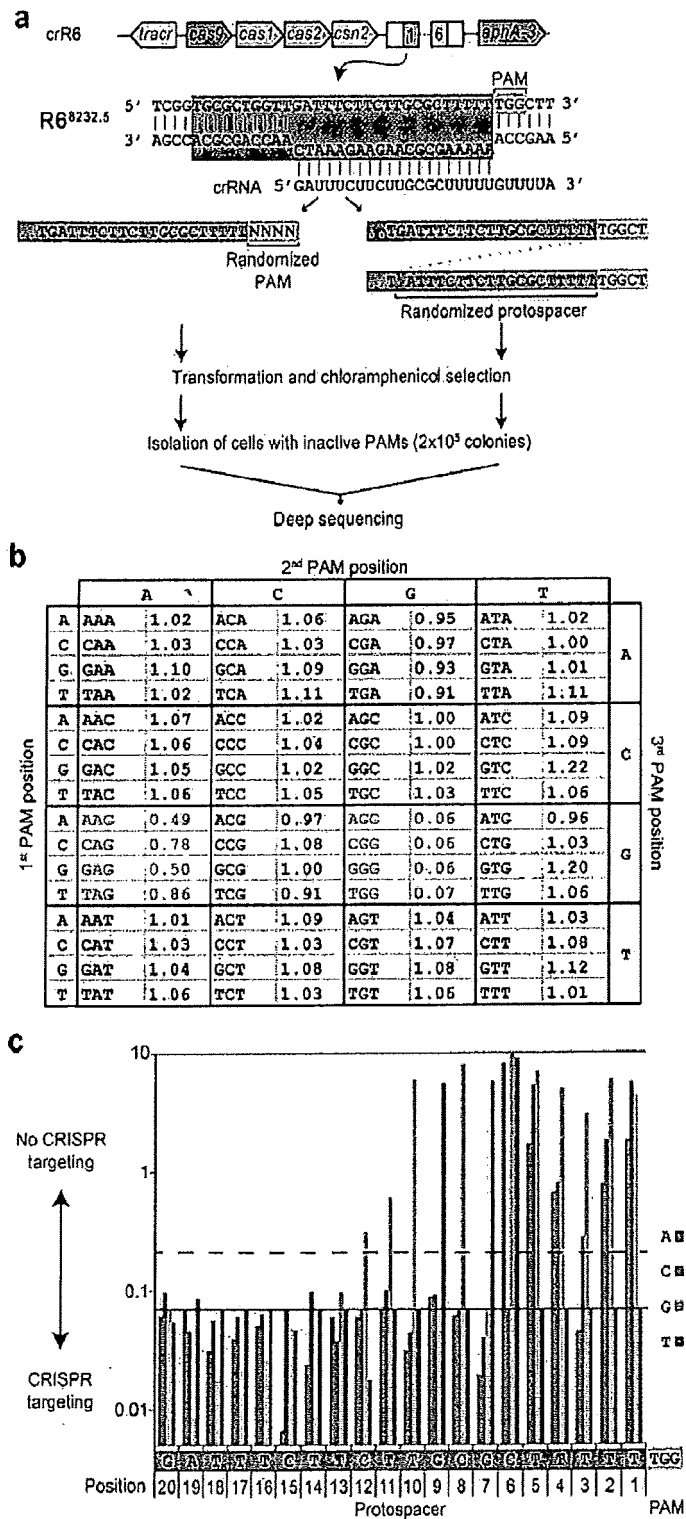 a
crR6 tracr cas9 cas1 cas2 csn2 1 6 aphA-3
PAM
5' TCGGTGCGCTGGTTGATTTCTTCTTGCGCTTTTTTGGCTT 3'
R6 8232.5
3' AGCCACGCGACCAA ACCGAA 5'
CTAAAGAAGAACGCGAAAAA
crRNA 5'GAUUUCUUCUUGCGCUUUUUGUUUUA 3'
TGATTTCTTCTTGCGCTTTTTNNNN
TGATTTCTTCTTGCGCTTTTNTGGCT
Randomized
PAM
ATTTCTTCTTGCGCTTTTTTGGCT
Randomized protospacer
Transformation and chloramphenicol selection
Isolation of cells with inactive PAMs (2x10⁵ colonies)
Deep sequencing
b
2nd PAM position
A C G T
1st PAM position
3rd PAM position
A AAA 1.02 ACA 1.06 AGA 0.95 ATA 1.02
C CAA 1.03 CCA 1.03 CGA 0.97 CTA 1.00 A
G GAA 1.10 GCA 1.09 GGA 0.93 GTA 1.01
T TAA 1.02 TCA 1.11 TGA 0.91 TTA 1.11
A AAC 1.07 ACC 1.02 AGC 1.00 ATC 1.09
C CAC 1.06 CCC 1.04 CGC 1.00 CTC 1.09 C
G GAC 1.05 GCC 1.02 GGC 1.02 GTC 1.22
T TAC 1.06 TCC 1.05 TGC 1.03 TTC 1.06
A AAG 0.49 ACG 0.97 AGG 0.06 ATG 0.96
C CAG 0.78 CCG 1.08 CGG 0.06 CTG 1.03 G
G GAG 0.50 GCG 1.00 GGG 0.06 GTG 1.20
T TAG 0.86 TCG 0.91 TGG 0.07 TTG 1.06
A AAT 1.01 ACT 1.09 AGT 1.04 ATT 1.03
C CAT 1.03 CCT 1.03 CGT 1.07 CTT 1.08 T
G GAT 1.04 GCT 1.08 GGT 1.08 GTT 1.12
T TAT 1.06 TCT 1.03 TGT 1.05 TTT 1.01
c
10
No CRISPR
targeting
1
A
C
0.1
G
T
CRISPR
targeting
0.01
G A T T T C T T C T T G C G C T T T T T TGG
Position 20 19 18 17 16 15 14 13 12 11 10 9 8 7 6 5 4 3 2 1
Protospacer PAM